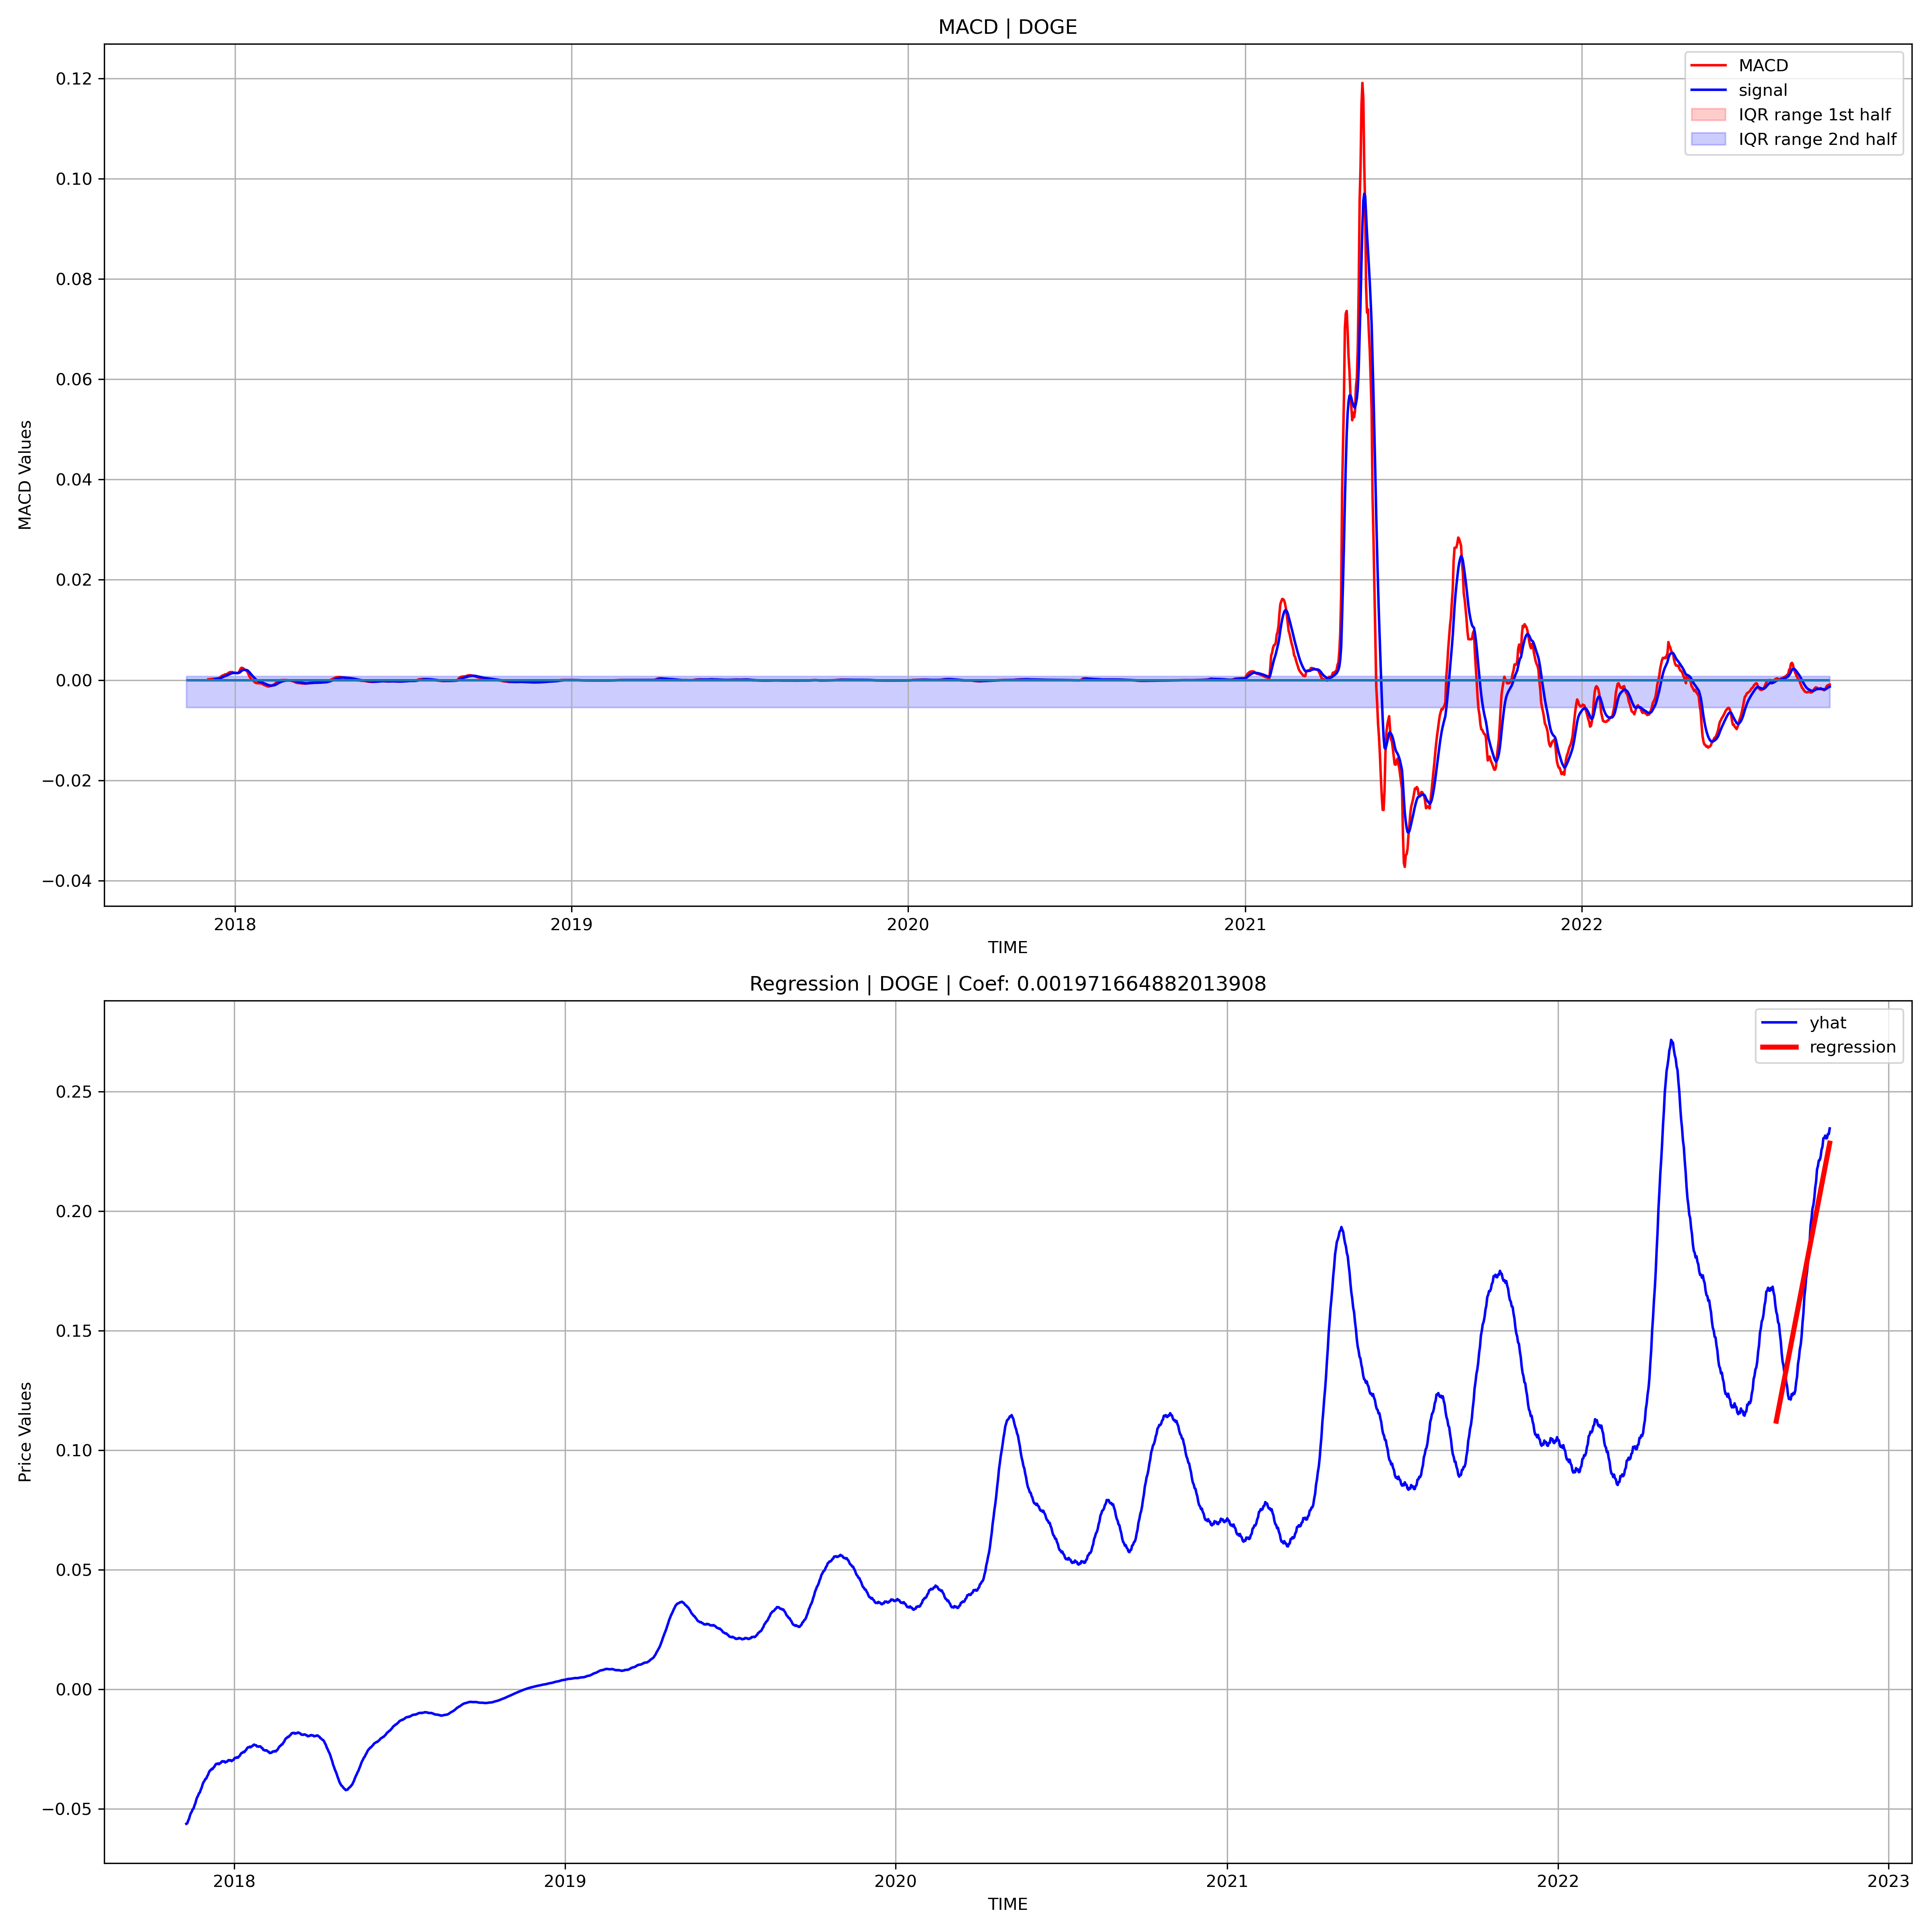 MACD | DOGE
MACD
signal
IQR range 1st half
IQR range 2nd half
MACD Values
0.12
0.10
0.08
0.06
0.04
0.02
0.00
−0.02
−0.04
2018 2019 2020 2021 2022
TIME
Regression | DOGE | Coef: 0.001971664882013908
yhat
regression
Price Values
0.25
0.20
0.15
0.10
0.05
0.00
−0.05
2018 2019 2020 2021 2022 2023
TIME